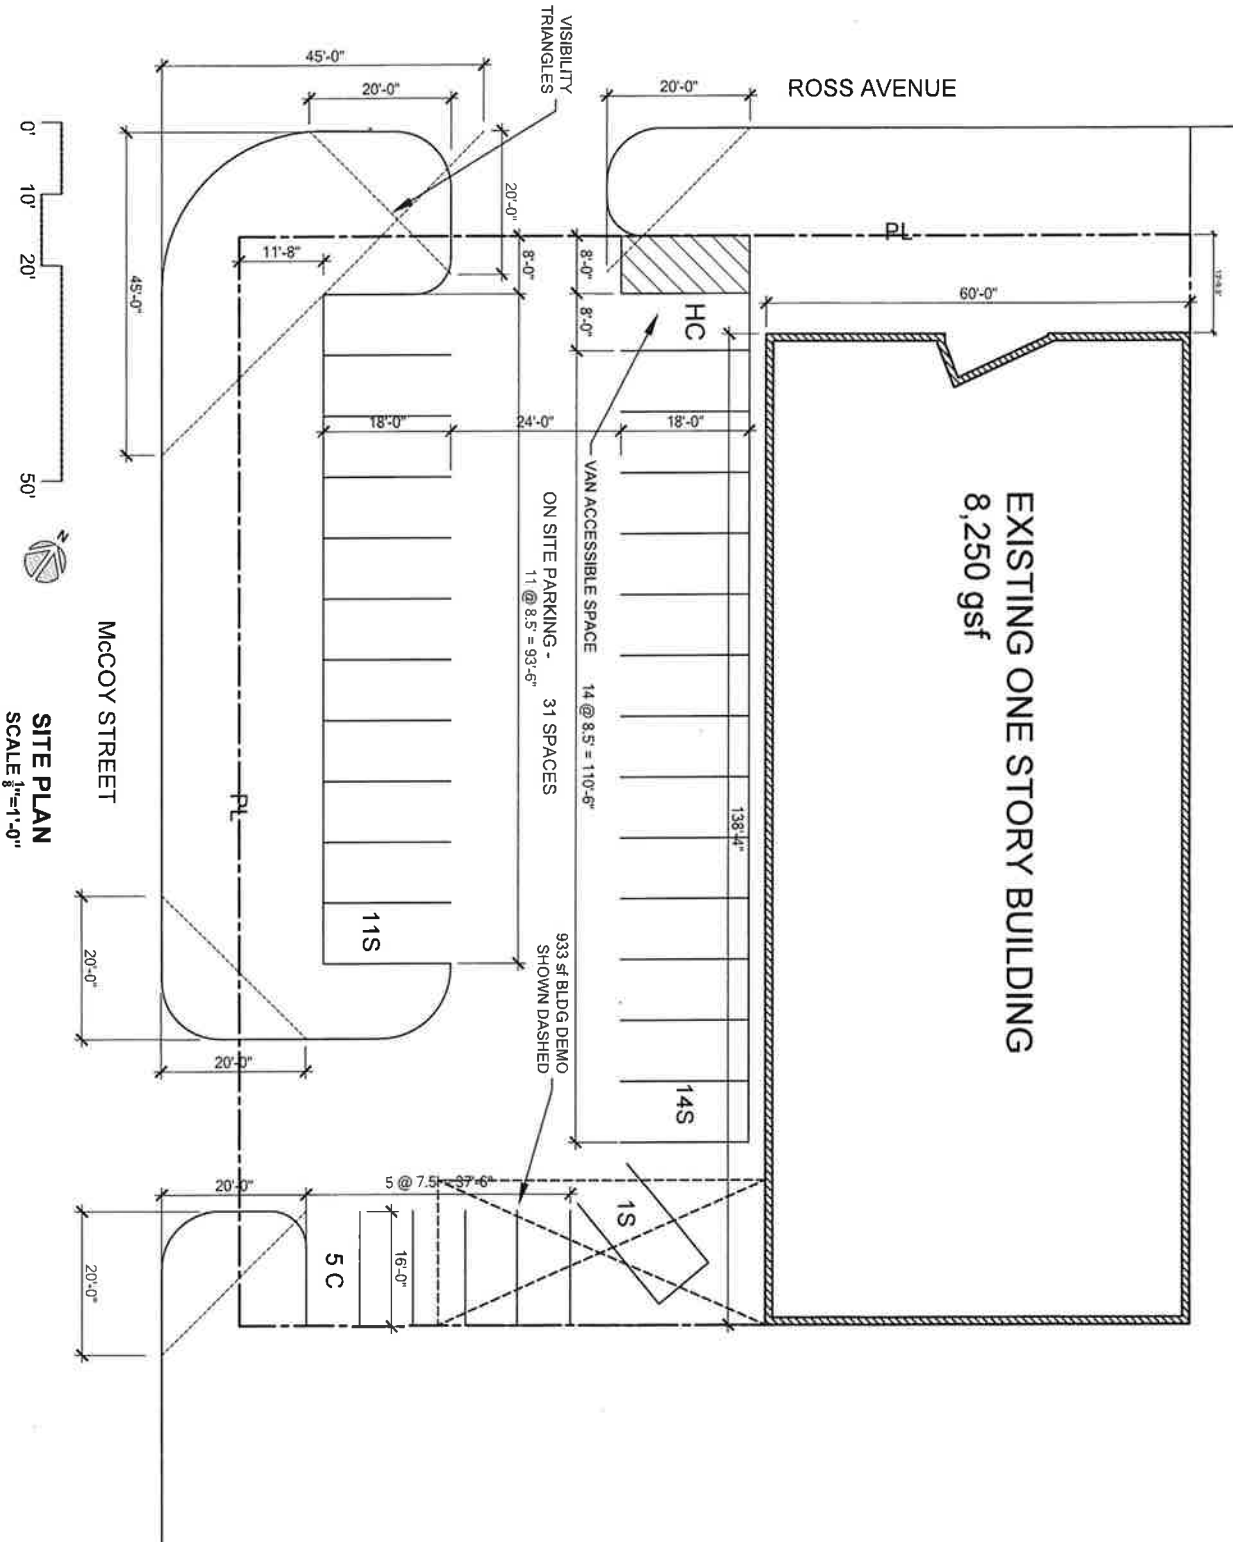 ROSS AVENUE
VISIBILITY
TRIANGLES
45'-0"
20'-0"
20'-0"
20'-0"
PL
11'-8"
8'-0"
8'-0"
8'-0"
HC
60'-0"
45'-0"
18'-0"
24'-0"
18'-0"
EXISTING ONE STORY BUILDING
8,250 gsf
VAN ACCESSIBLE SPACE
14 @ 8.5' = 110'-6"
ON SITE PARKING - 31 SPACES
11 @ 8.5' = 93'-6"
138'-4"
PL
11S
14S
933 sf BLDG DEMO
SHOWN DASHED
20'-0"
20'-0"
20'-0"
5 @ 7.5 = 37'-6"
1S
5 C
16'-0"
20'-0"
McCOY STREET
0'
10'
20'
50'
N
SITE PLAN
SCALE 1/8"=1'-0"